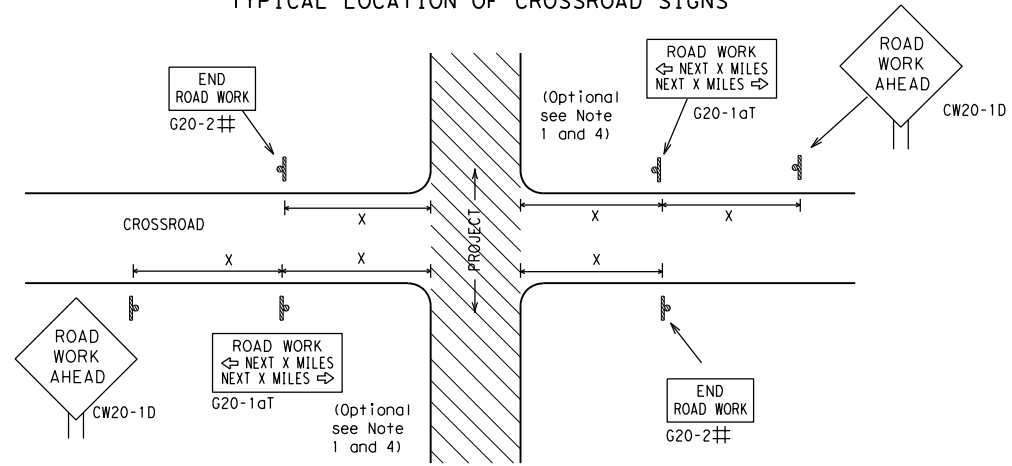 TYPICAL LOCATION OF CROSSROAD SIGNS
END
ROAD WORK
G20-2#
(Optional
see Note
1 and 4)
ROAD WORK
⇦ NEXT X MILES
NEXT X MILES ⇨
G20-1aT
ROAD
WORK
AHEAD
CW20-1D
CROSSROAD
X
X
X
PROJECT
X
X
X
ROAD
WORK
AHEAD
CW20-1D
ROAD WORK
⇦ NEXT X MILES
NEXT X MILES ⇨
G20-1aT
(Optional
see Note
1 and 4)
END
ROAD WORK
G20-2#